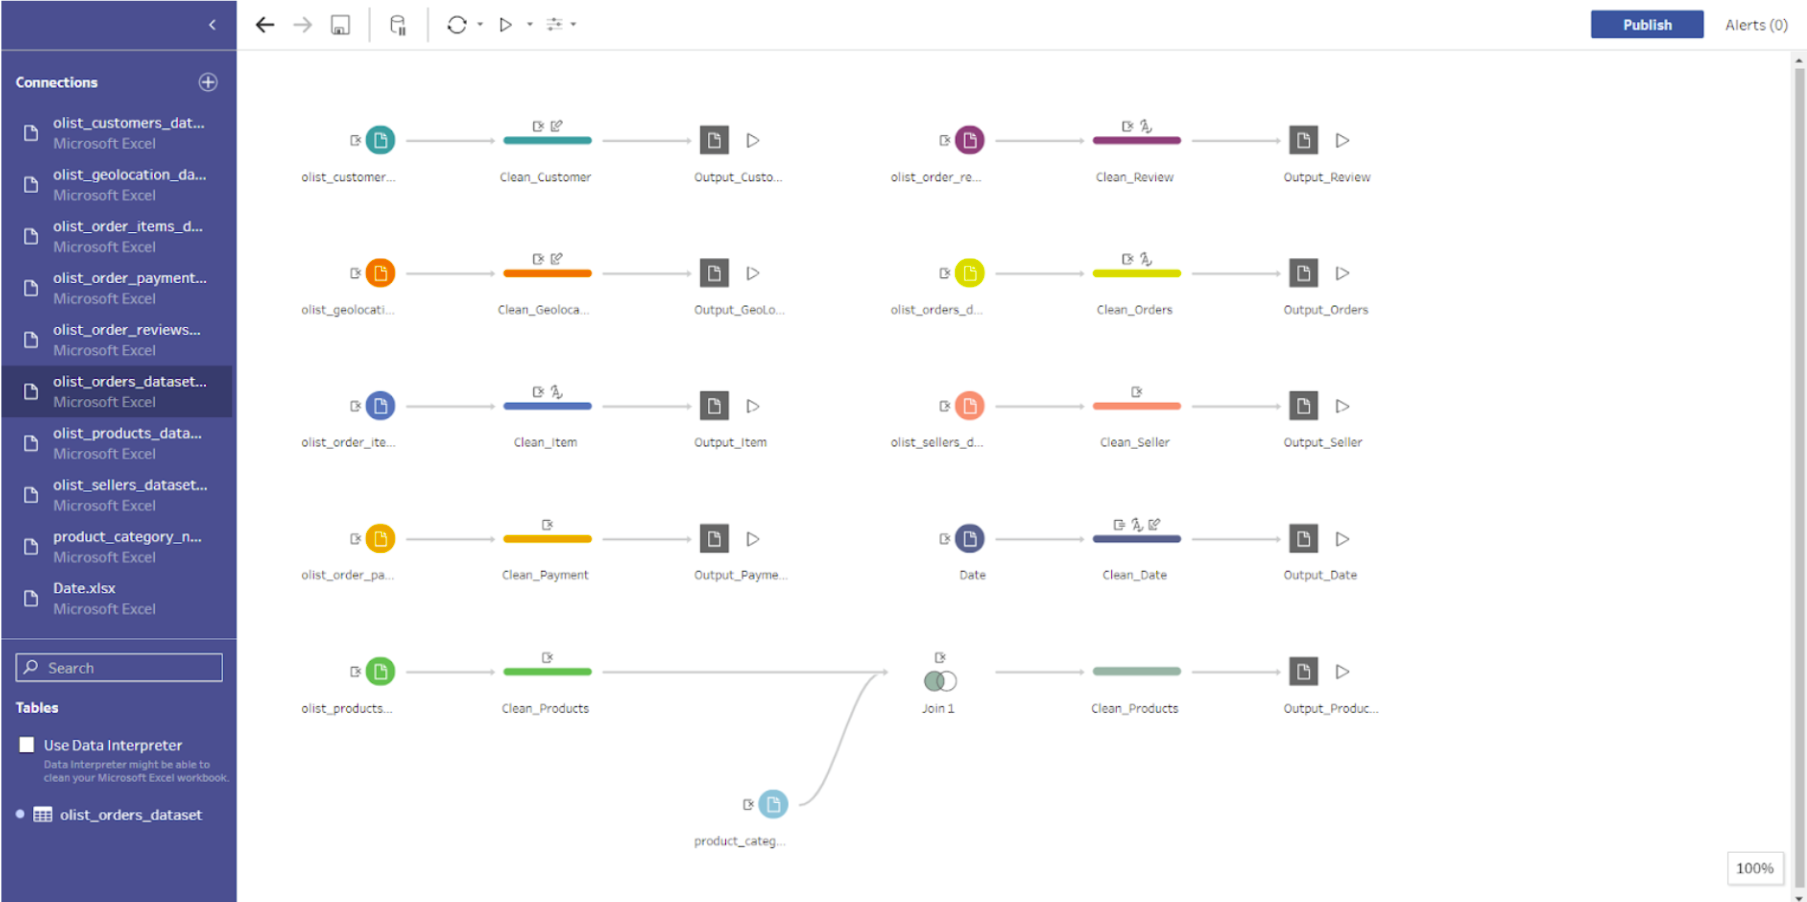 Publish
Alerts (0)
Connections
olist_customers_dat...
Microsoft Excel
olist_geolocation_da...
Microsoft Excel
olist_order_items_d...
Microsoft Excel
olist_order_payment...
Microsoft Excel
olist_order_reviews...
Microsoft Excel
olist_orders_dataset...
Microsoft Excel
olist_products_data...
Microsoft Excel
olist_sellers_dataset...
Microsoft Excel
product_category_n...
Microsoft Excel
Date.xlsx
Microsoft Excel
Search
Tables
Use Data Interpreter
Data Interpreter might be able to
clean your Microsoft Excel workbook.
olist_orders_dataset
olist_customer... Clean_Customer Output_Custo... olist_order_re... Clean_Review Output_Review
olist_geolocati... Clean_Geoloca... Output_GeoLo... olist_orders_d... Clean_Orders Output_Orders
olist_order_ite... Clean_Item Output_Item olist_sellers_d... Clean_Seller Output_Seller
olist_order_pa... Clean_Payment Output_Payme... Date Clean_Date Output_Date
olist_products... Clean_Products Join 1 Clean_Products Output_Produc...
product_categ...
100%